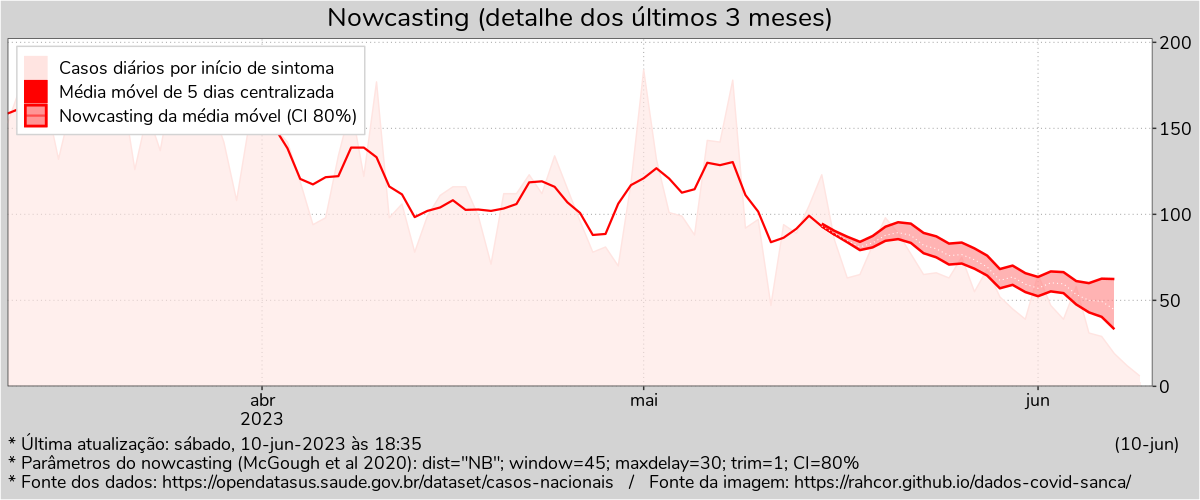 Nowcasting (detalhe dos últimos 3 meses)
Casos diários por início de sintoma
Média móvel de 5 dias centralizada
Nowcasting da média móvel (CI 80%)
200
150
100
50
0
abr
2023
mai
jun
* Última atualização: sábado, 10-jun-2023 às 18:35
(10-jun)
* Parâmetros do nowcasting (McGough et al 2020): dist="NB"; window=45; maxdelay=30; trim=1; CI=80%
* Fonte dos dados: https://opendatasus.saude.gov.br/dataset/casos-nacionais / Fonte da imagem: https://rahcor.github.io/dados-covid-sanca/